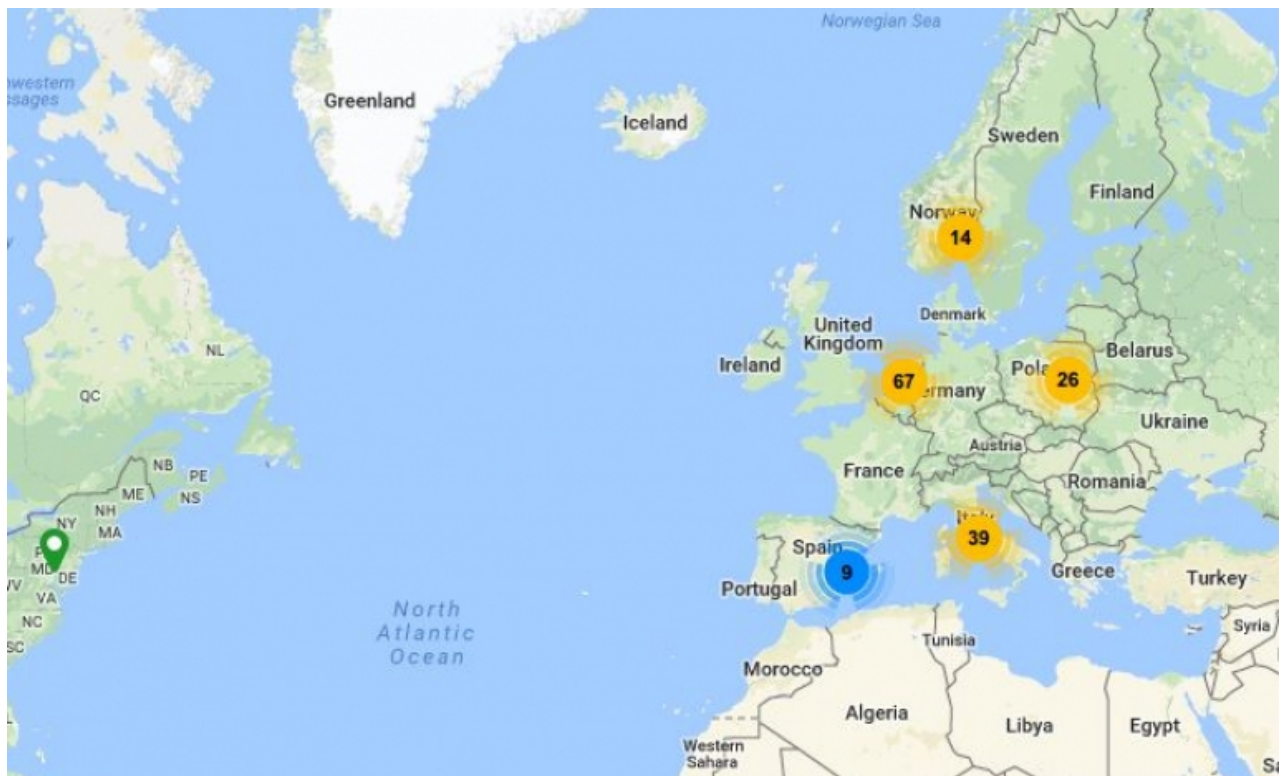 Norwegian Sea
Greenland
Iceland
Sweden
Finland
Norway
14
Denmark
United
Kingdom
Ireland
Belarus
67
26
Ukraine
Austria
France
Romania
NL
QC
NB
PE
ME
NS
NH
NY
MA
MD
DE
VA
NC
SC
Italy
39
Spain
9
Portugal
Greece
Turkey
Syria
North
Atlantic
Ocean
Tunisia
Morocco
Algeria
Libya
Egypt
Western
Sahara